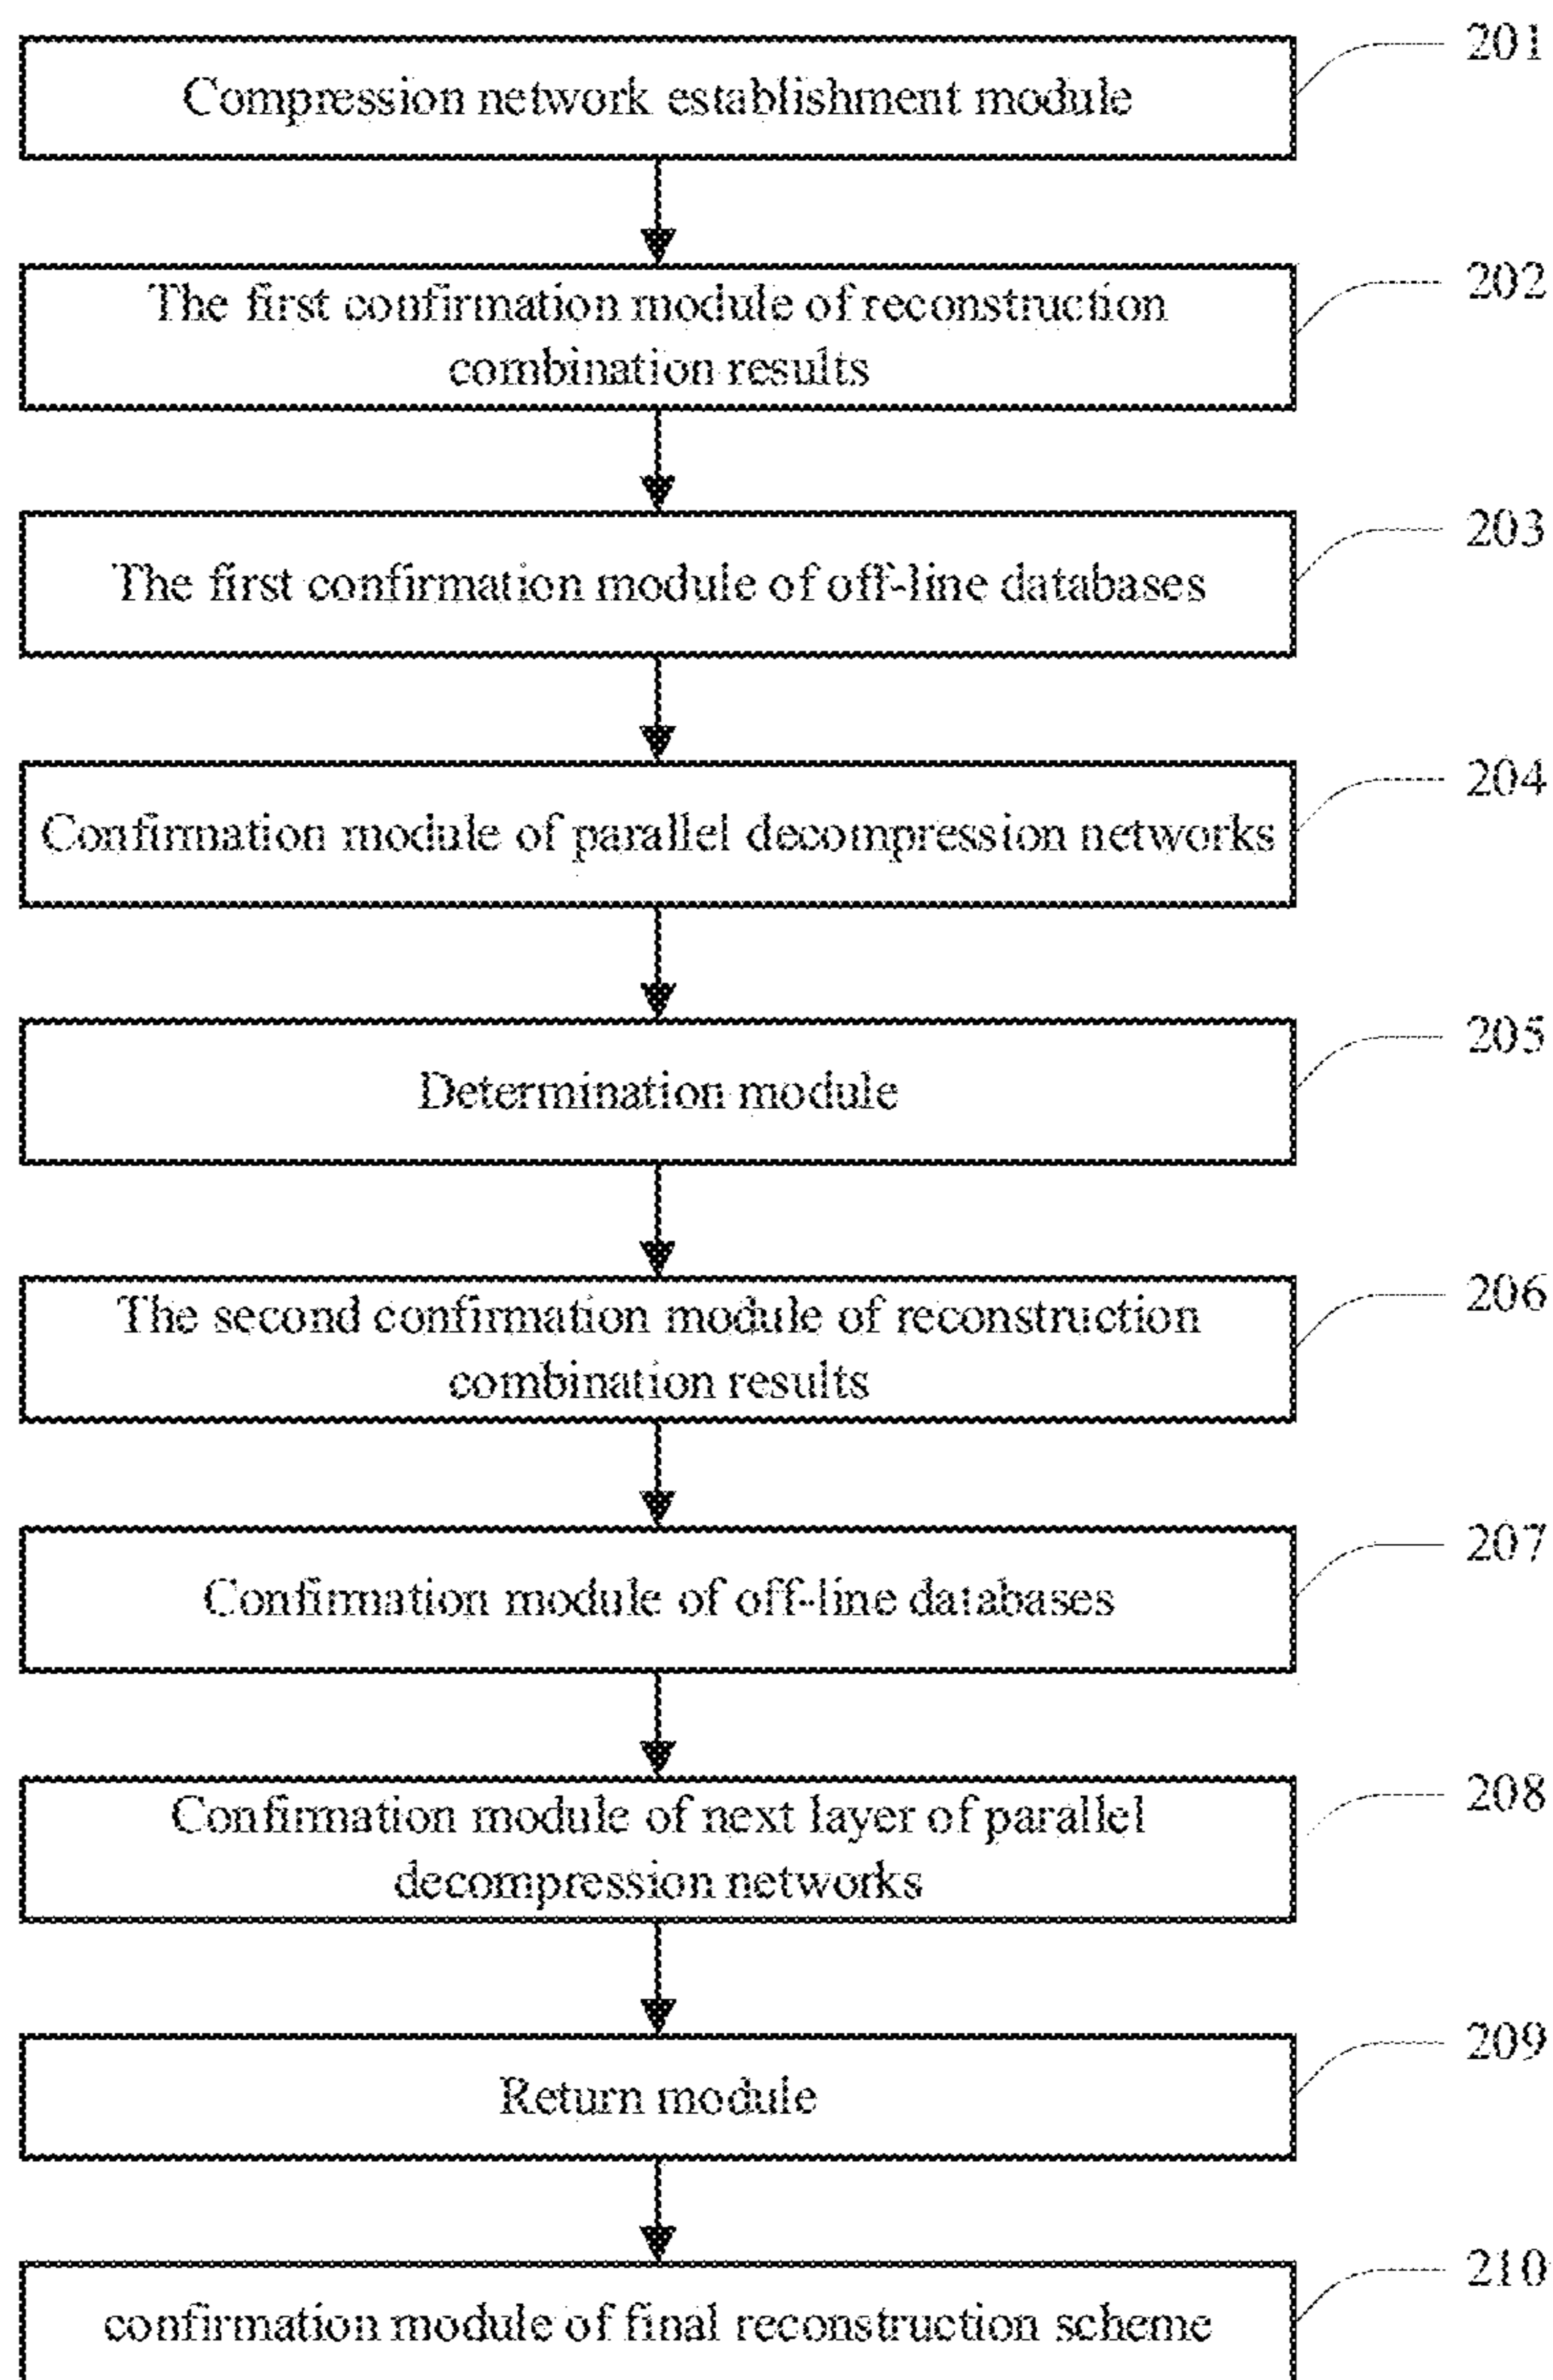 Compression network establishment module
201
The first confirmation module of reconstruction
combination results
202
The first confirmation module of off-line databases
203
Confirmation module of parallel decompression networks
204
Determination module
205
The second confirmation module of reconstruction
combination results
206
Confirmation module of off-line databases
207
Confirmation module of next layer of parallel
decompression networks
208
Return module
209
confirmation module of final reconstruction scheme
210